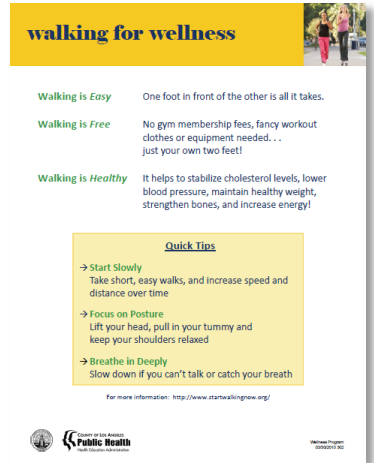 walking for wellness
Walking is Easy
One foot in front of the other is all it takes.
Walking is Free
No gym membership fees, fancy workout
clothes or equipment needed. . .
just your own two feet!
Walking is Healthy
It helps to stabilize cholesterol levels, lower
blood pressure, maintain healthy weight,
strengthen bones, and increase energy!
Quick Tips
→ Start Slowly
Take short, easy walks, and increase speed and
distance over time
→ Focus on Posture
Lift your head, pull in your tummy and
keep your shoulders relaxed
→ Breathe in Deeply
Slow down if you can't talk or catch your breath
For more information: http://www.startwalkingnow.org/
County of Los Angeles
Public Health
Health Education Administration
Wellness Program